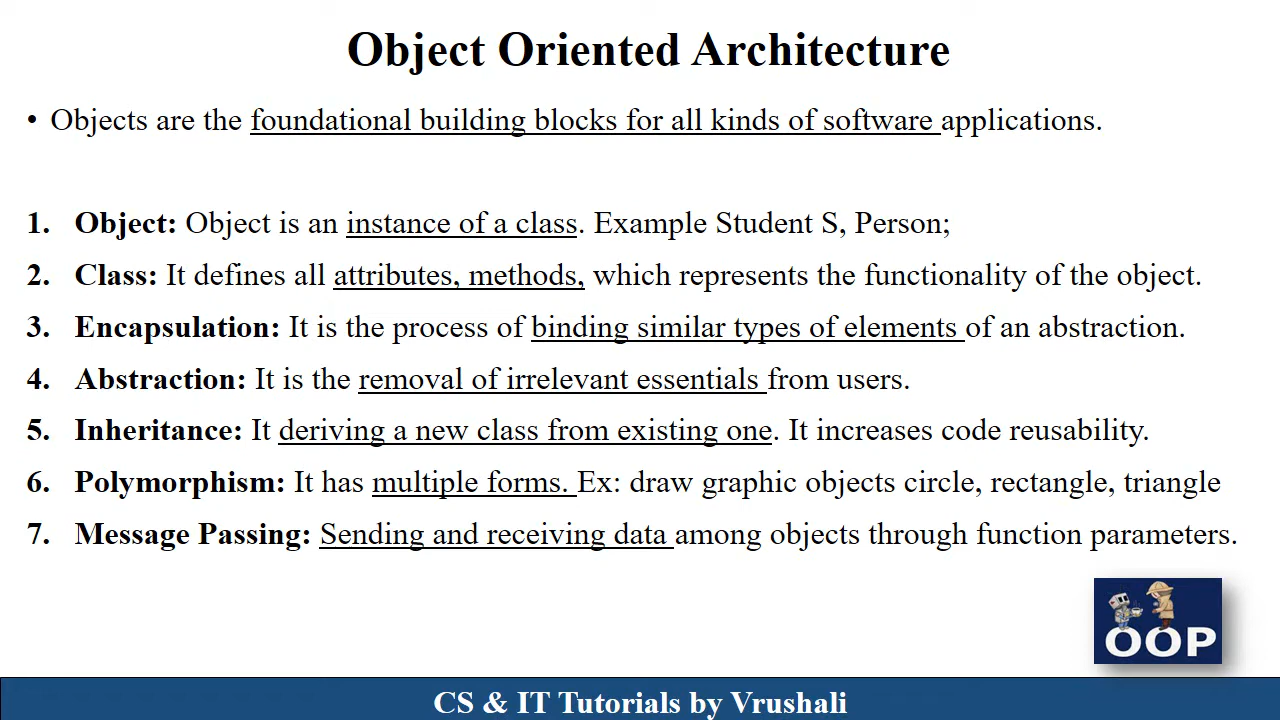 Object Oriented Architecture
• Objects are the foundational building blocks for all kinds of software applications.
1. Object: Object is an instance of a class. Example Student S, Person;
2. Class: It defines all attributes, methods, which represents the functionality of the object.
3. Encapsulation: It is the process of binding similar types of elements of an abstraction.
4. Abstraction: It is the removal of irrelevant essentials from users.
5. Inheritance: It deriving a new class from existing one. It increases code reusability.
6. Polymorphism: It has multiple forms. Ex: draw graphic objects circle, rectangle, triangle
7. Message Passing: Sending and receiving data among objects through function parameters.
OOP
CS & IT Tutorials by Vrushali